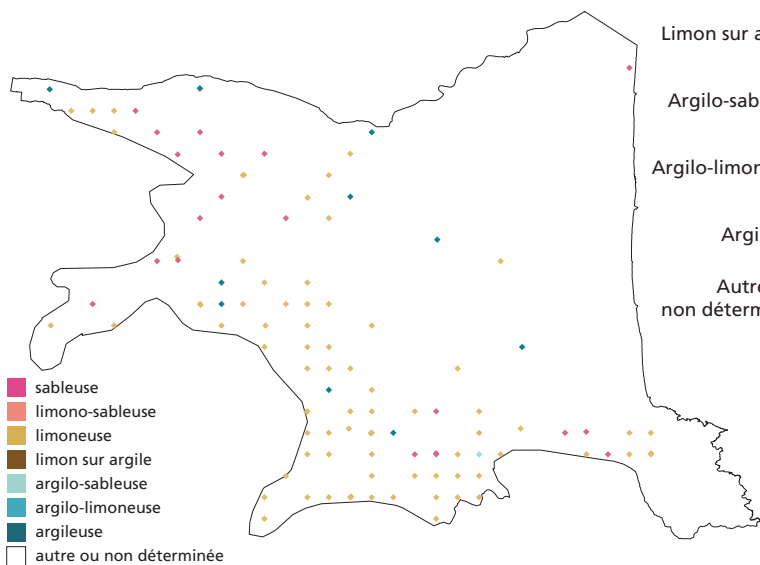 Limon sur a
Argilo-sab
Argilo-limon
Argi
Autre
non déterm
sableuse
limono-sableuse
limoneuse
limon sur argile
argilo-sableuse
argilo-limoneuse
argileuse
autre ou non déterminée